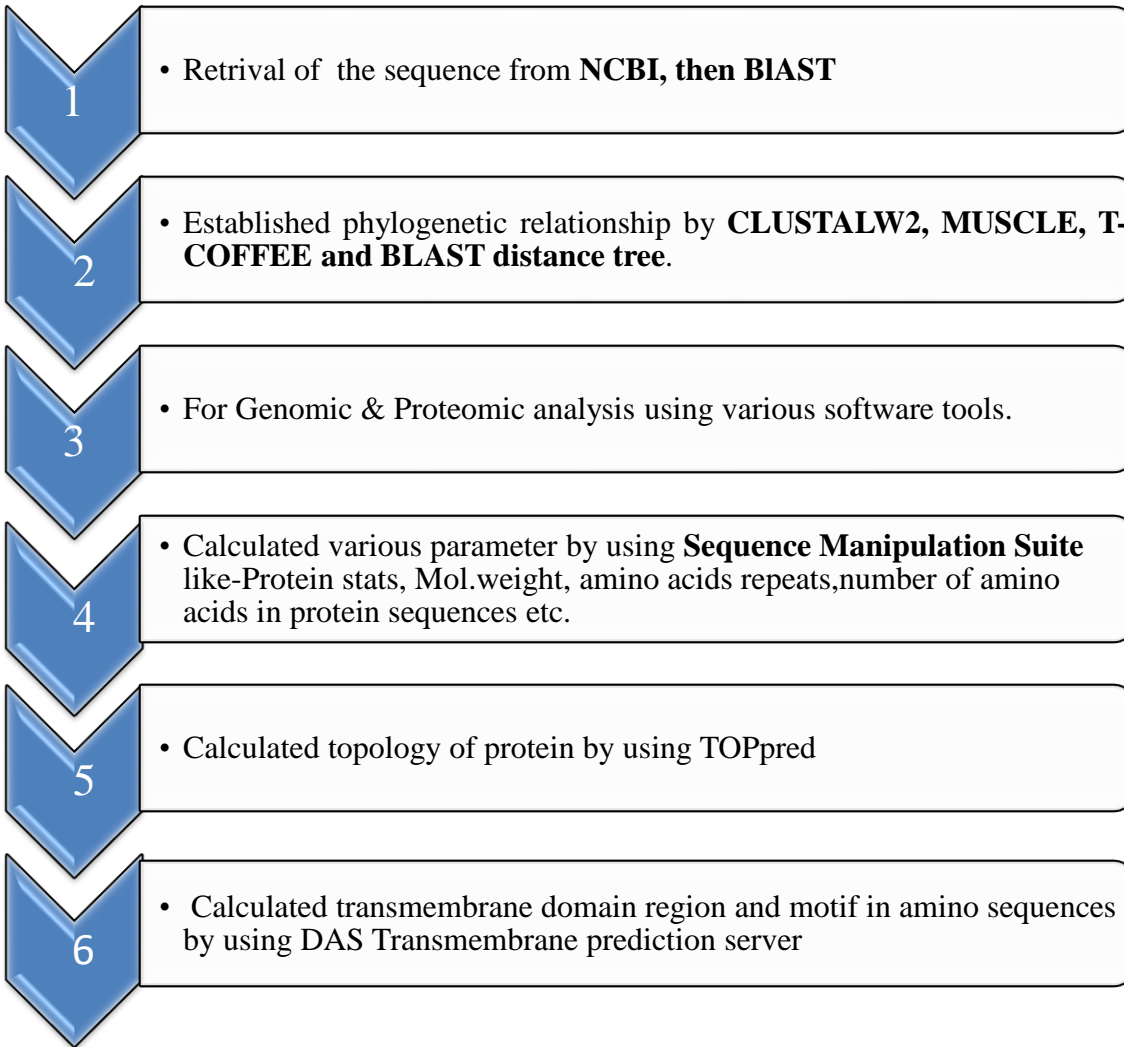 1
• Retrival of the sequence from NCBI, then BlAST
2
• Established phylogenetic relationship by CLUSTALW2, MUSCLE, T-
COFFEE and BLAST distance tree.
3
• For Genomic & Proteomic analysis using various software tools.
4
• Calculated various parameter by using Sequence Manipulation Suite
like-Protein stats, Mol.weight, amino acids repeats,number of amino
acids in protein sequences etc.
5
• Calculated topology of protein by using TOPpred
6
• Calculated transmembrane domain region and motif in amino sequences
by using DAS Transmembrane prediction server